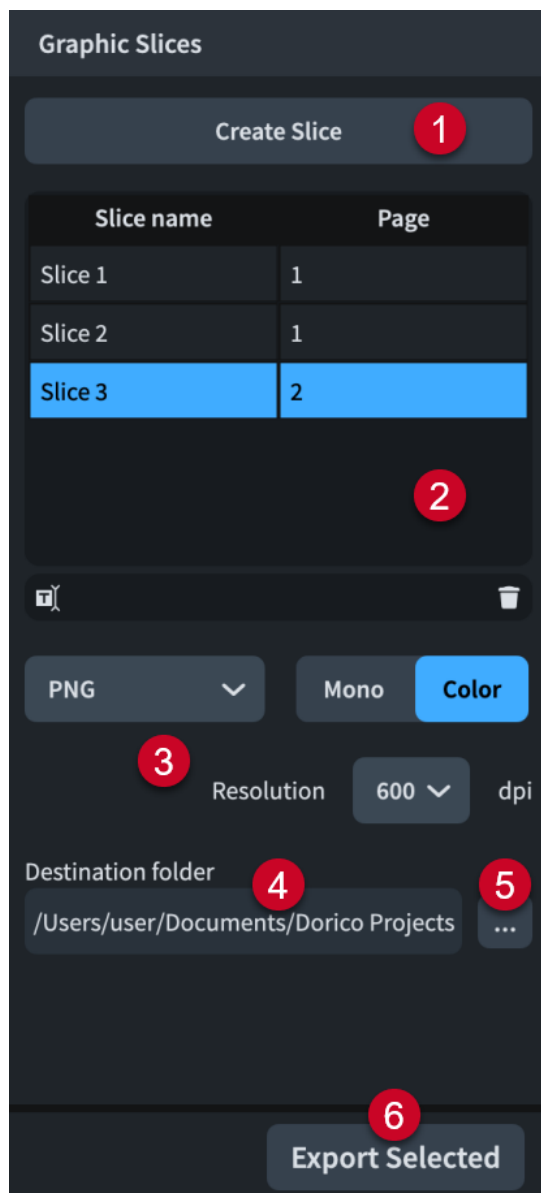 Graphic Slices
Create Slice 1
Slice name Page
Slice 1 1
Slice 2 1
Slice 3 2
2
PNG Mono Color
3
Resolution 600 dpi
Destination folder 4 5
/Users/user/Documents/Dorico Projects ...
6
Export Selected